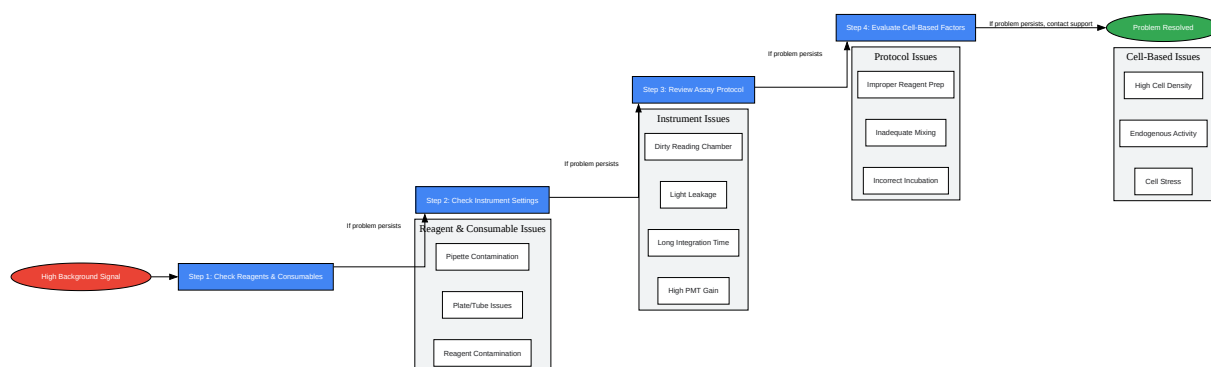 High Background Signal
Step 1: Check Reagents & Consumables
If problem persists
Step 2: Check Instrument Settings
Reagent & Consumable Issues
Pipette Contamination
Plate/Tube Issues
Reagent Contamination
If problem persists
Step 3: Review Assay Protocol
Instrument Issues
Dirty Reading Chamber
Light Leakage
Long Integration Time
High PMT Gain
If problem persists
Step 4: Evaluate Cell-Based Factors
Protocol Issues
Improper Reagent Prep
Inadequate Mixing
Incorrect Incubation
If problem persists, contact support
Problem Resolved
Cell-Based Issues
High Cell Density
Endogenous Activity
Cell Stress